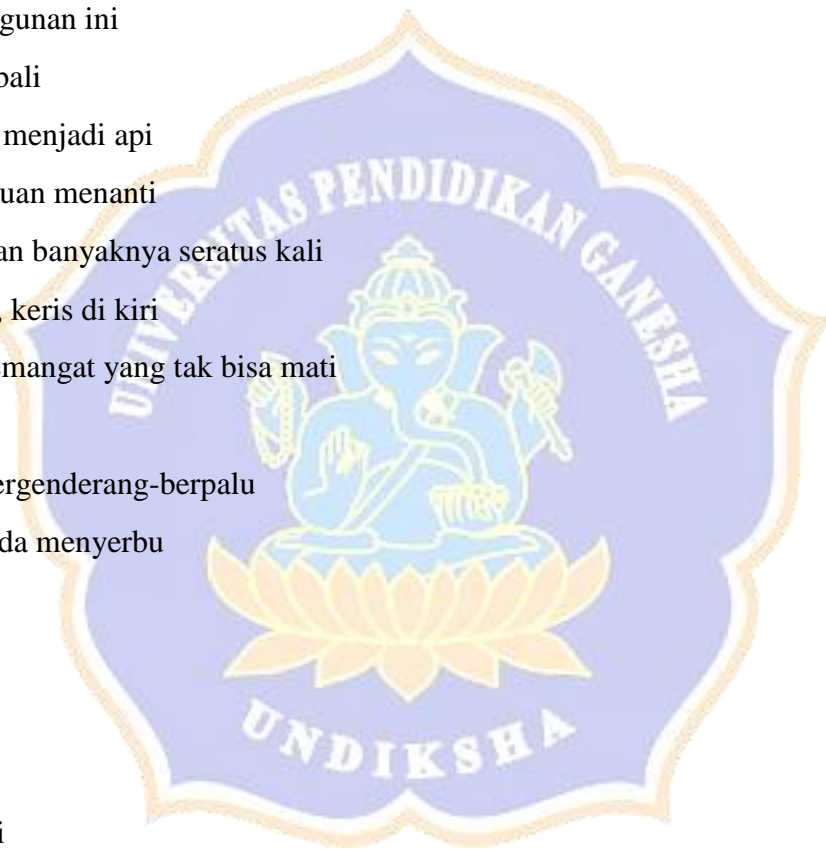 gunan ini
bali
menjadi api
uan menanti
an banyaknya seratus kali
, keris di kiri
emangat yang tak bisa mati
ergenderang-berpalu
da menyerbu
i
UNIVERSITAS PENDIDIKAN GANESHA
UNDIKSHA